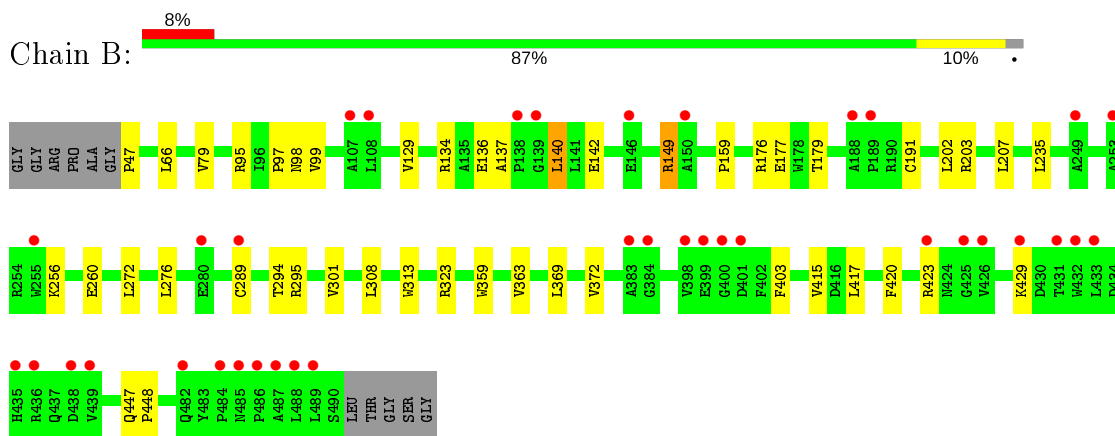 8%
Chain B:
87%
10%
•
GLY GLY ARG PRO ALA GLY P47 L66 V79 R95 I96 P97 N98 V99 A107 L108 V129 R134 A135 E136 A137 P138 G139 L140 L141 E142 E146 R149 A150 P159 R176 E177 W178 T179 A188 P189 R190 C191 L202 R203 L207 L235 A249 A253
R254 W255 K256 E260 L272 L276 E280 C289 T294 R295 V301 L308 W313 R323 W359 V363 L369 V372 A383 G384 V398 E399 G400 D401 F402 F403 V415 D416 L417 F420 R423 N424 G425 V426 K429 D430 T431 W432 L433 D434
H435 R436 Q437 D438 V439 Q447 P448 Q482 Y483 P484 N485 P486 A487 L488 L489 S490 LEU THR GLY SER GLY